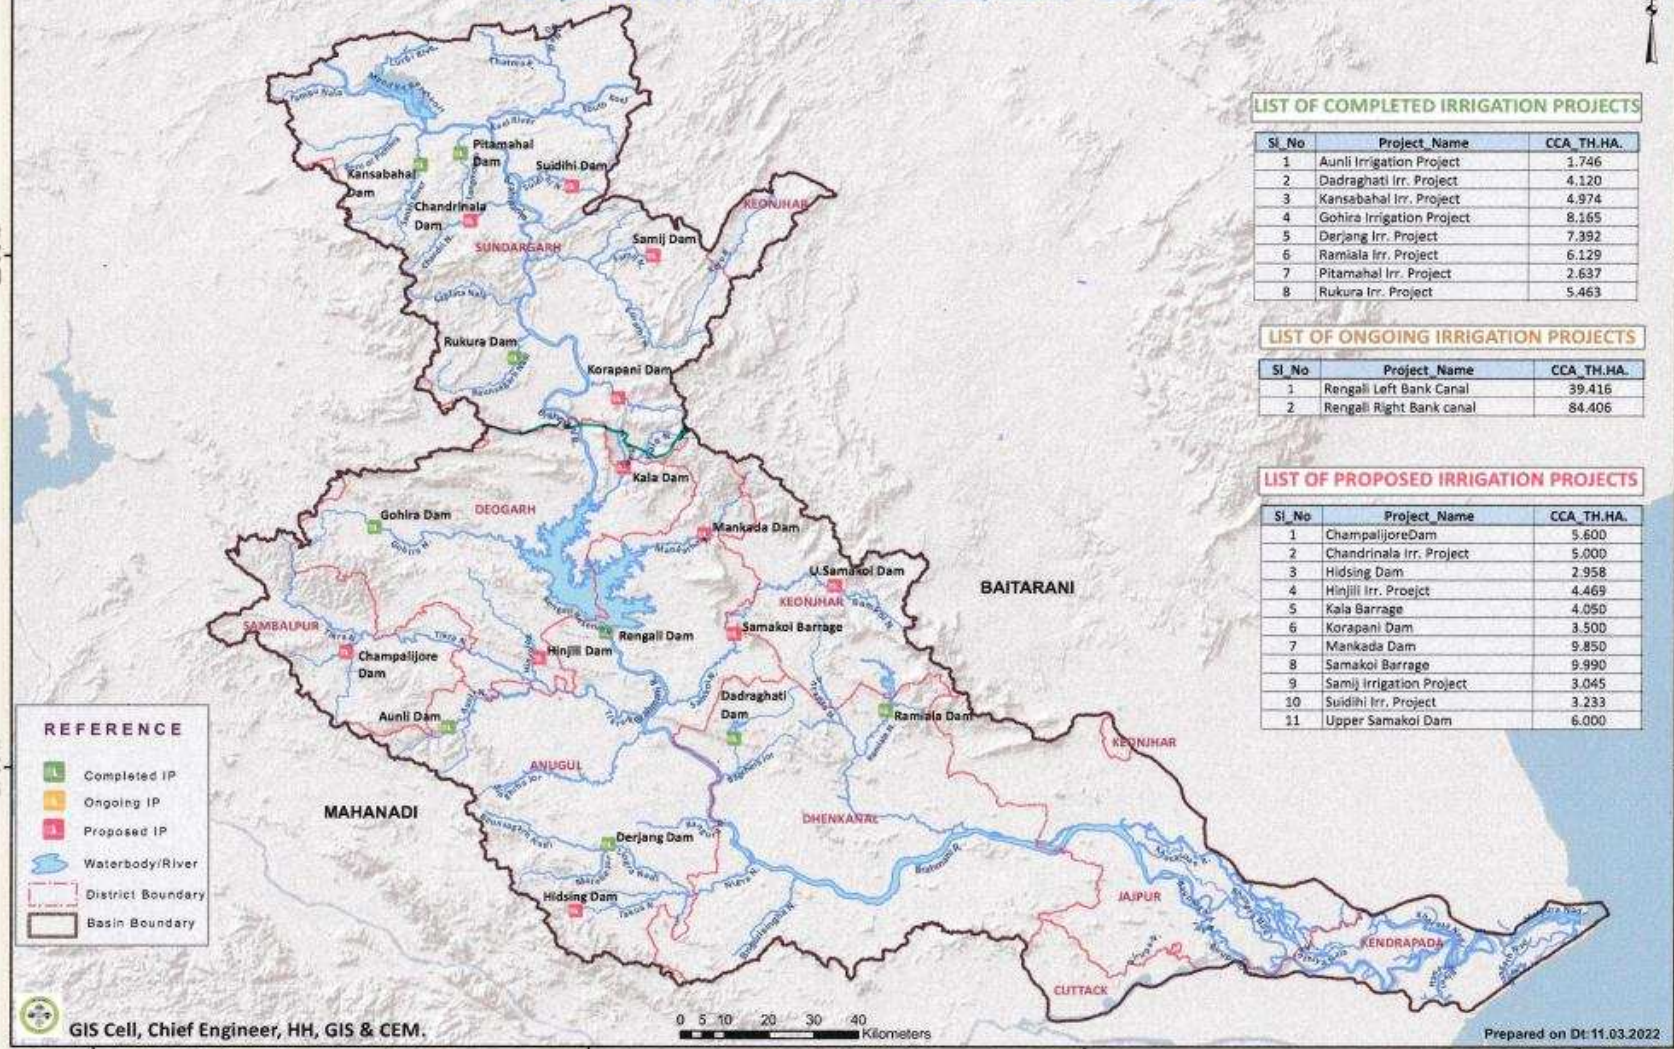 LIST OF COMPLETED IRRIGATION PROJECTS
Sl_No Project_Name CCA_TH.HA.
1 Aunli Irrigation Project 1.746
2 Dadraghati Irr. Project 4.120
3 Kansabahal Irr. Project 4.974
4 Gohira Irrigation Project 8.165
5 Derjang Irr. Project 7.392
6 Ramiala Irr. Project 6.129
7 Pitamahal Irr. Project 2.637
8 Rukura Irr. Project 5.463
LIST OF ONGOING IRRIGATION PROJECTS
Sl_No Project_Name CCA_TH.HA.
1 Rengali Left Bank Canal 39.416
2 Rengali Right Bank canal 84.406
LIST OF PROPOSED IRRIGATION PROJECTS
Sl_No Project_Name CCA_TH.HA.
1 ChampalijoreDam 5.600
2 Chandrinala Irr. Project 5.000
3 Hidsing Dam 2.958
4 Hinjili Irr. Proejct 4.469
5 Kala Barrage 4.050
6 Korapani Dam 3.500
7 Mankada Dam 9.850
8 Samakoi Barrage 9.990
9 Samij Irrigation Project 3.045
10 Suidihi Irr. Project 3.233
11 Upper Samakoi Dam 6.000
South Koel
Koel River
Pitamahal
Dam
Kansabahal
Dam
Suidihi Dam
Chandrinala
Dam
KEONJHAR
SUNDARGARH
Samij Dam
Rukura Dam
Korapani Dam
Kala Dam
Gohira Dam
DEOGARH
Gohira N.
Mankada Dam
U.Samakoi Dam
KEONJHAR
BAITARANI
SAMBALPUR
Tikra N.
Tikra N.
Rengali Dam
Samakoi Barrage
Hinjili Dam
Champalijore
Dam
Dadraghati
Dam
Aunli Dam
Ramiala Dam
KEONJHAR
ANUGUL
MAHANADI
DHENKANAL
Derjang Dam
Brahmani R.
Nigra N.
Hidsing Dam
JAJPUR
KENDRAPADA
CUTTACK
REFERENCE
Completed IP
Ongoing IP
Proposed IP
Waterbody/River
District Boundary
Basin Boundary
GIS Cell, Chief Engineer, HH, GIS & CEM.
0 5 10 20 30 40
Kilometers
Prepared on Dt:11.03.2022